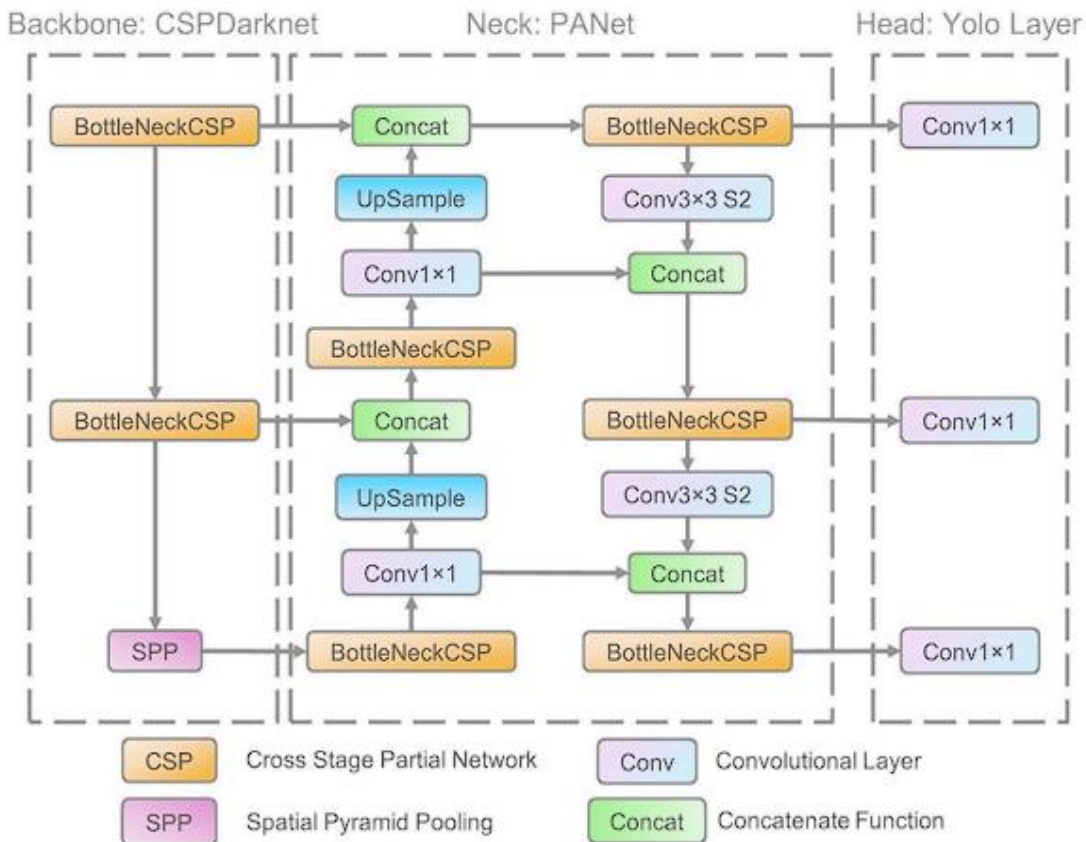 Backbone: CSPDarknet Neck: PANet Head: Yolo Layer
BottleNeckCSP Concat BottleNeckCSP Conv1×1
UpSample Conv3×3 S2
Conv1×1 Concat
BottleNeckCSP
BottleNeckCSP Concat BottleNeckCSP Conv1×1
UpSample Conv3×3 S2
Conv1×1 Concat
SPP BottleNeckCSP BottleNeckCSP Conv1×1
CSP Cross Stage Partial Network Conv Convolutional Layer
SPP Spatial Pyramid Pooling Concat Concatenate Function